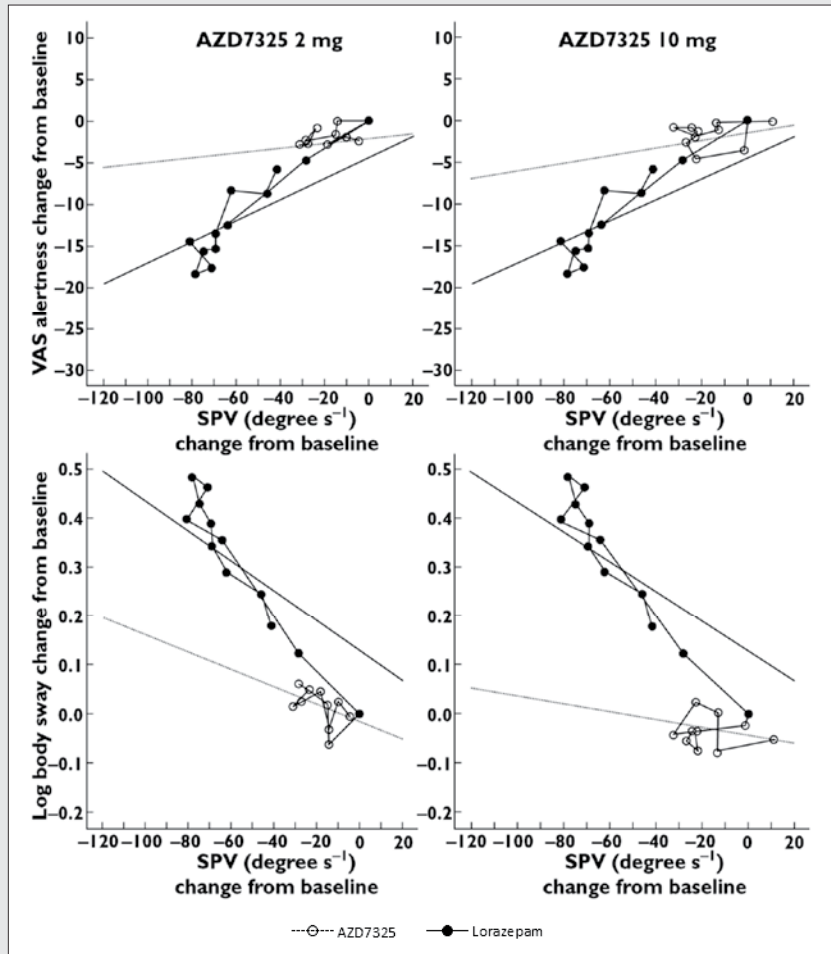 AZD7325 2 mg
AZD7325 10 mg
VAS alertness change from baseline
10
5
0
−5
−10
−15
−20
−25
−30
−120 −100 −80 −60 −40 −20 0 20
SPV (degree s⁻¹)
change from baseline
10
5
0
−5
−10
−15
−20
−25
−30
−120 −100 −80 −60 −40 −20 0 20
SPV (degree s⁻¹)
change from baseline
Log body sway change from baseline
0.5
0.4
0.3
0.2
0.1
0.0
−0.1
−0.2
−120 −100 −80 −60 −40 −20 0 20
SPV (degree s⁻¹)
change from baseline
0.5
0.4
0.3
0.2
0.1
0.0
−0.1
−0.2
−120 −100 −80 −60 −40 −20 0 20
SPV (degree s⁻¹)
change from baseline
AZD7325 Lorazepam